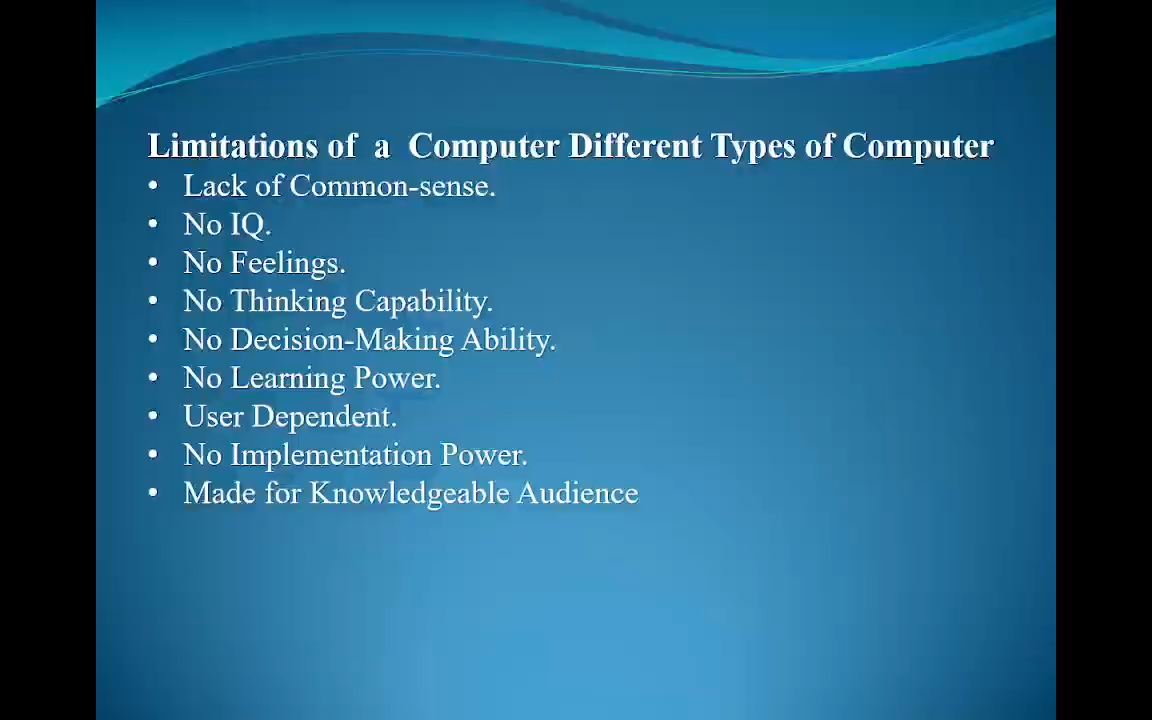 Limitations of a Computer Different Types of Computer
• Lack of Common-sense.
• No IQ.
• No Feelings.
• No Thinking Capability.
• No Decision-Making Ability.
• No Learning Power.
• User Dependent.
• No Implementation Power.
• Made for Knowledgeable Audience